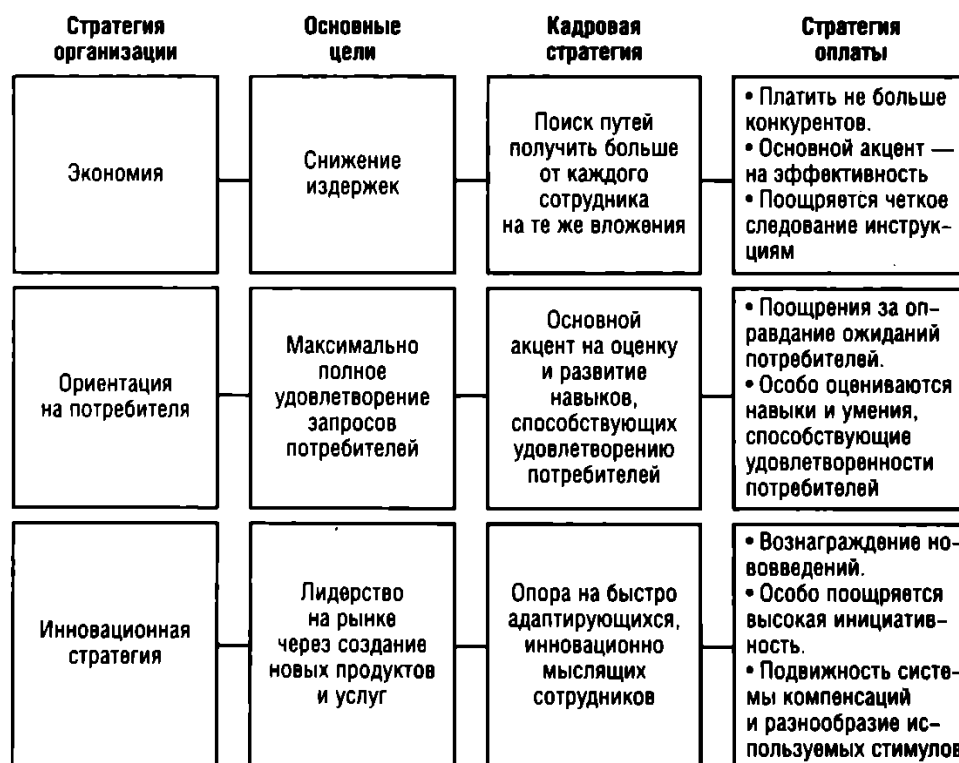 Стратегия
организации
Основные
цели
Кадровая
стратегия
Стратегия
оплаты
Экономия
Снижение
издержек
Поиск путей
получить больше
от каждого
сотрудника
на те же вложения
• Платить не больше
конкурентов.
• Основной акцент —
на эффективность
• Поощряется четкое
следование инструк-
циям
Ориентация
на потребителя
Максимально
полное
удовлетворение
запросов
потребителей
Основной
акцент на оценку
и развитие
навыков,
способствующих
удовлетворению
потребителей
• Поощрения за оп-
равдание ожиданий
потребителей.
• Особо оцениваются
навыки и умения,
способствующие
удовлетворенности
потребителей
Инновационная
стратегия
Лидерство
на рынке
через создание
новых продуктов
и услуг
Опора на быстро
адаптирующихся,
инновационно
мыслящих
сотрудников
• Вознаграждение но-
вовведений.
• Особо поощряется
высокая инициатив-
ность.
• Подвижность систе-
мы компенсаций
и разнообразие ис-
пользуемых стимулов